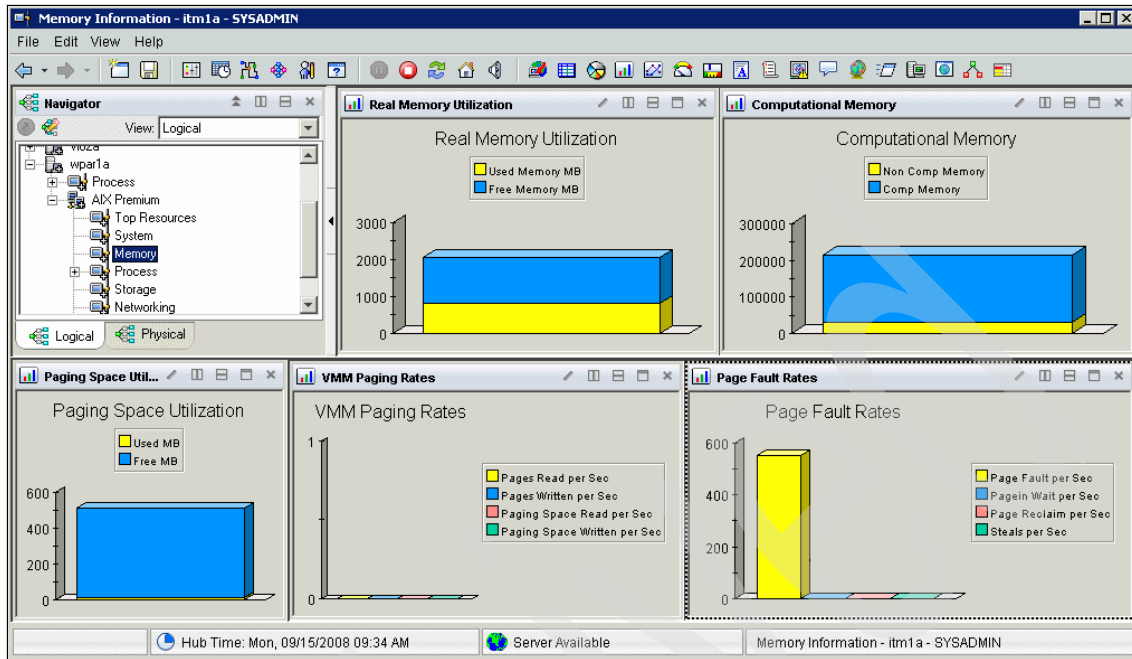 Memory Information - itm1a - SYSADMIN
File Edit View Help
Navigator
View: Logical
wpar1a
Process
AIX Premium
Top Resources
System
Memory
Process
Storage
Networking
Logical
Physical
Real Memory Utilization
Real Memory Utilization
Used Memory MB
Free Memory MB
3000
2000
1000
0
Computational Memory
Computational Memory
Non Comp Memory
Comp Memory
300000
200000
100000
0
Paging Space Util...
Paging Space Utilization
Used MB
Free MB
600
400
200
0
VMM Paging Rates
VMM Paging Rates
1
0
Pages Read per Sec
Pages Written per Sec
Paging Space Read per Sec
Paging Space Written per Sec
Page Fault Rates
Page Fault Rates
600
400
200
0
Page Fault per Sec
Pagein Wait per Sec
Page Reclaim per Sec
Steals per Sec
Hub Time: Mon, 09/15/2008 09:34 AM
Server Available
Memory Information - itm1a - SYSADMIN